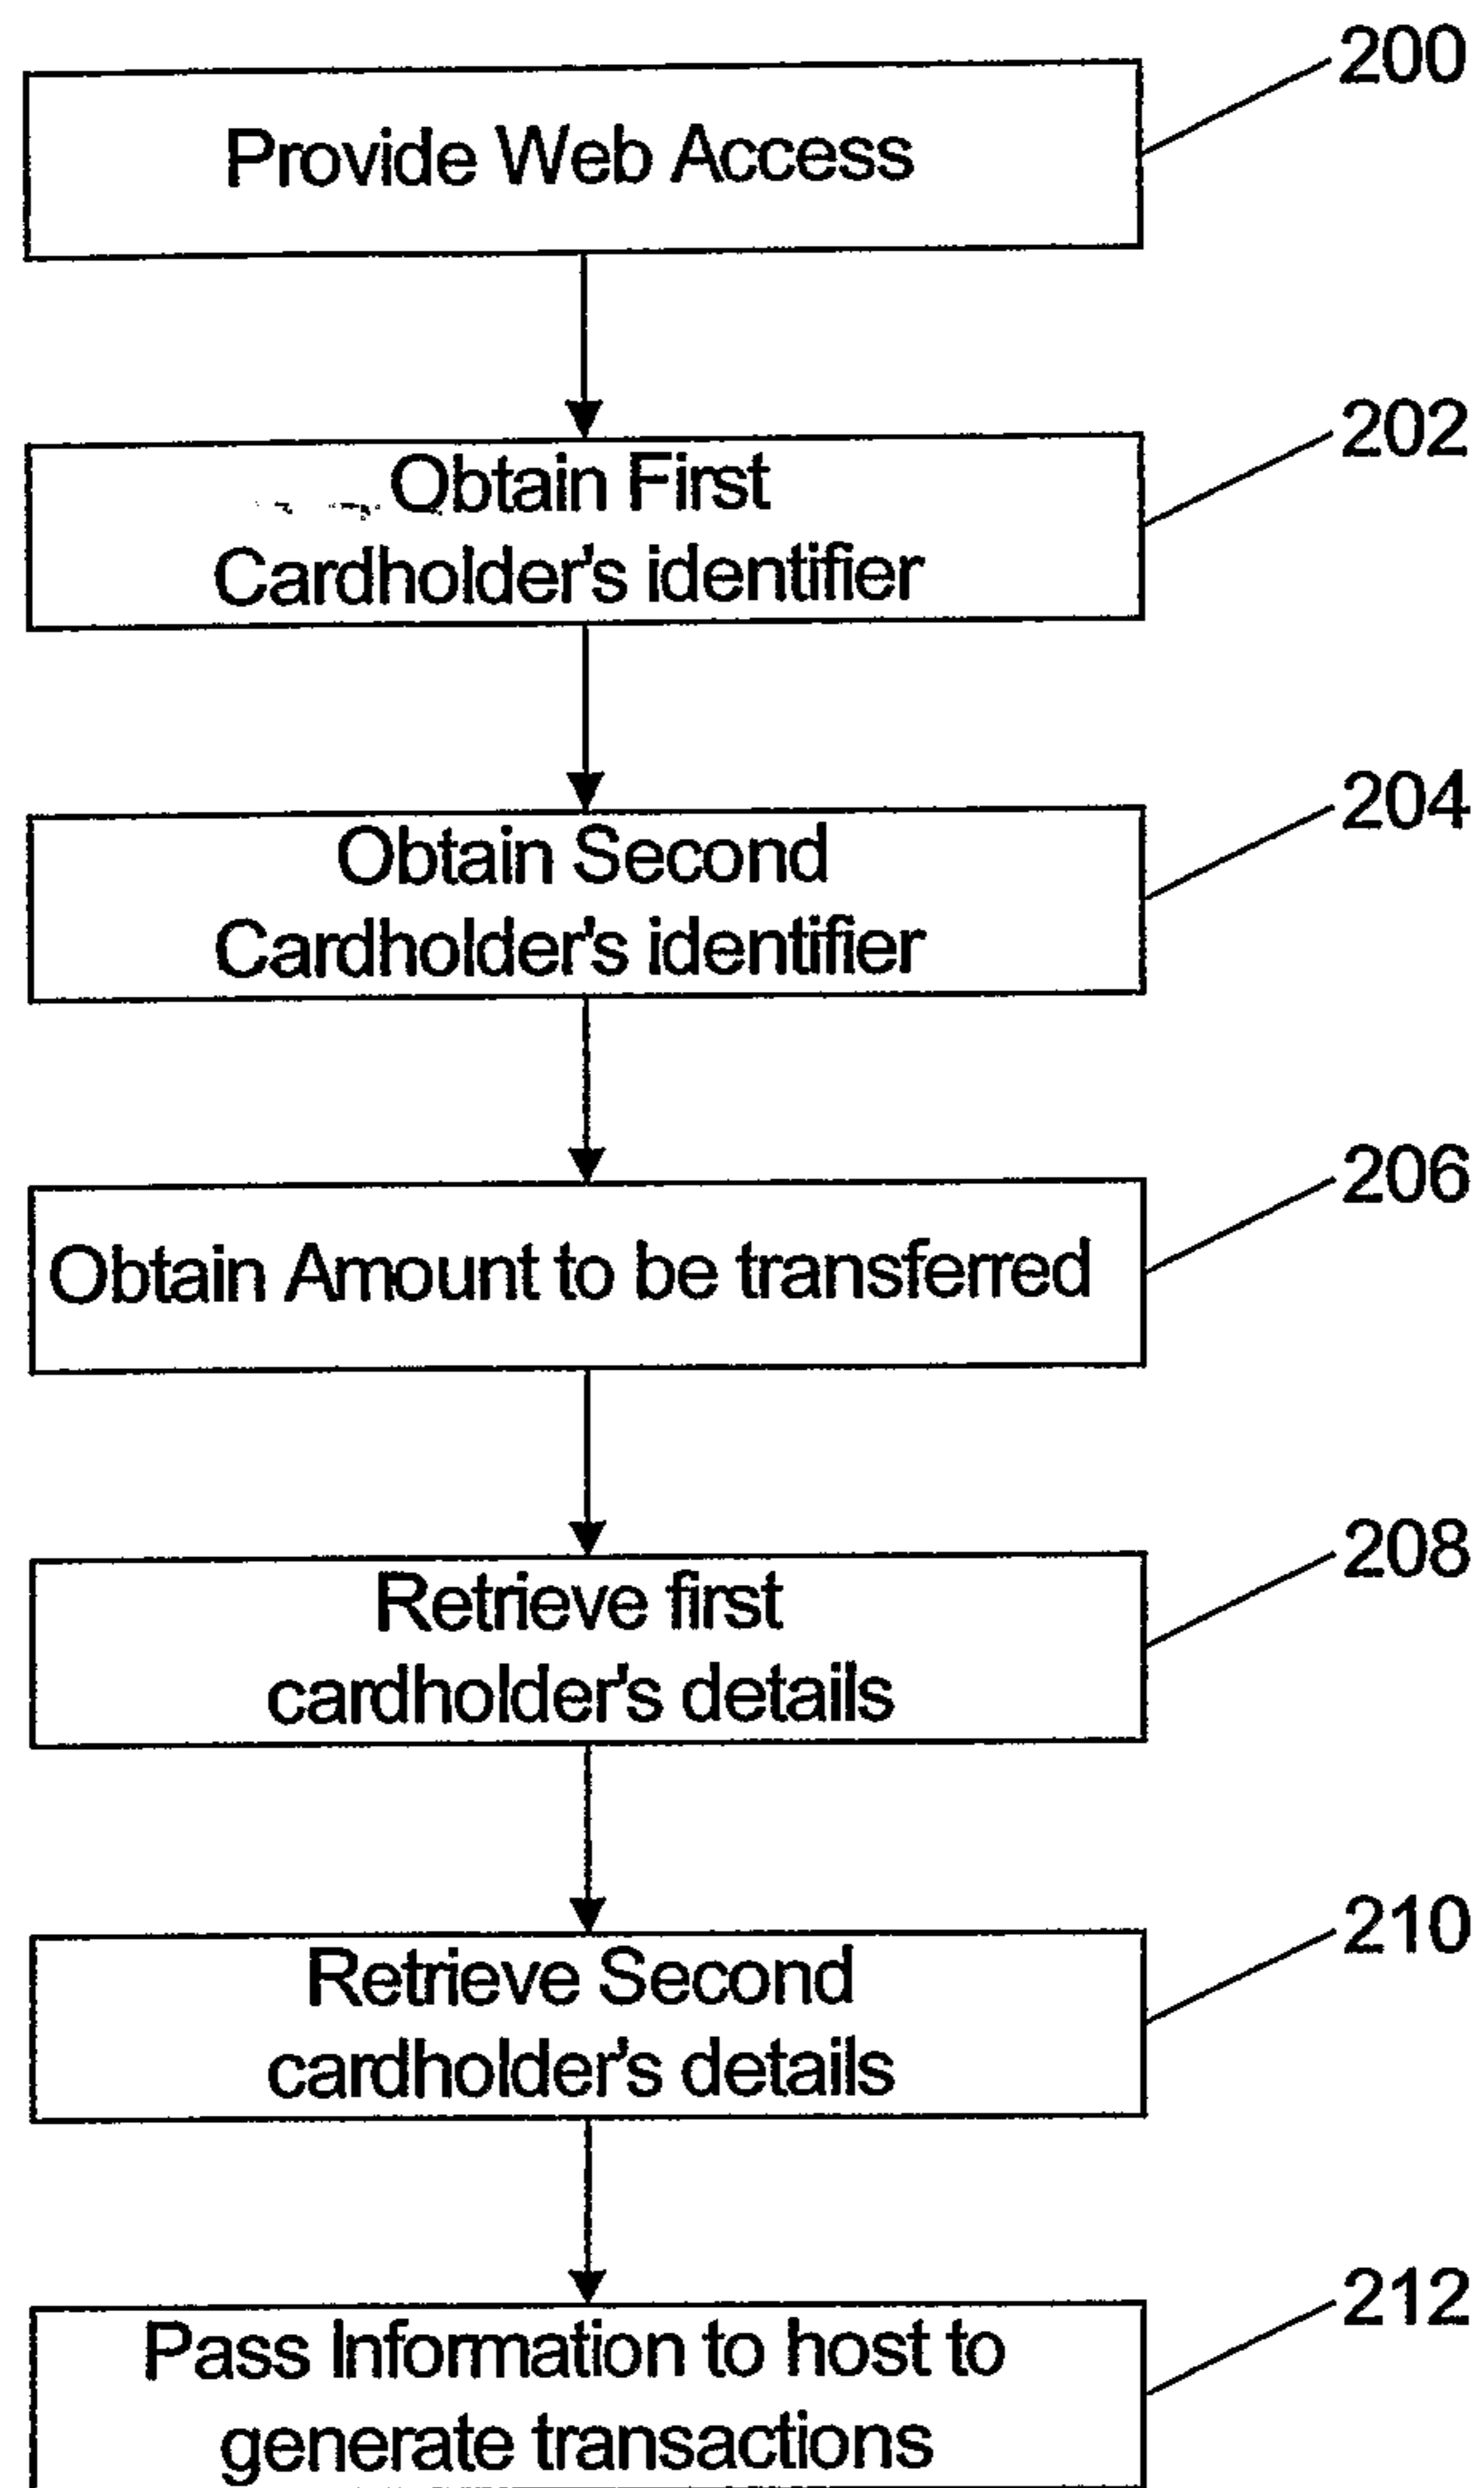 200
Provide Web Access
202
Obtain First
Cardholder's identifier
204
Obtain Second
Cardholder's identifier
206
Obtain Amount to be transferred
208
Retrieve first
cardholder's details
210
Retrieve Second
cardholder's details
212
Pass Information to host to
generate transactions